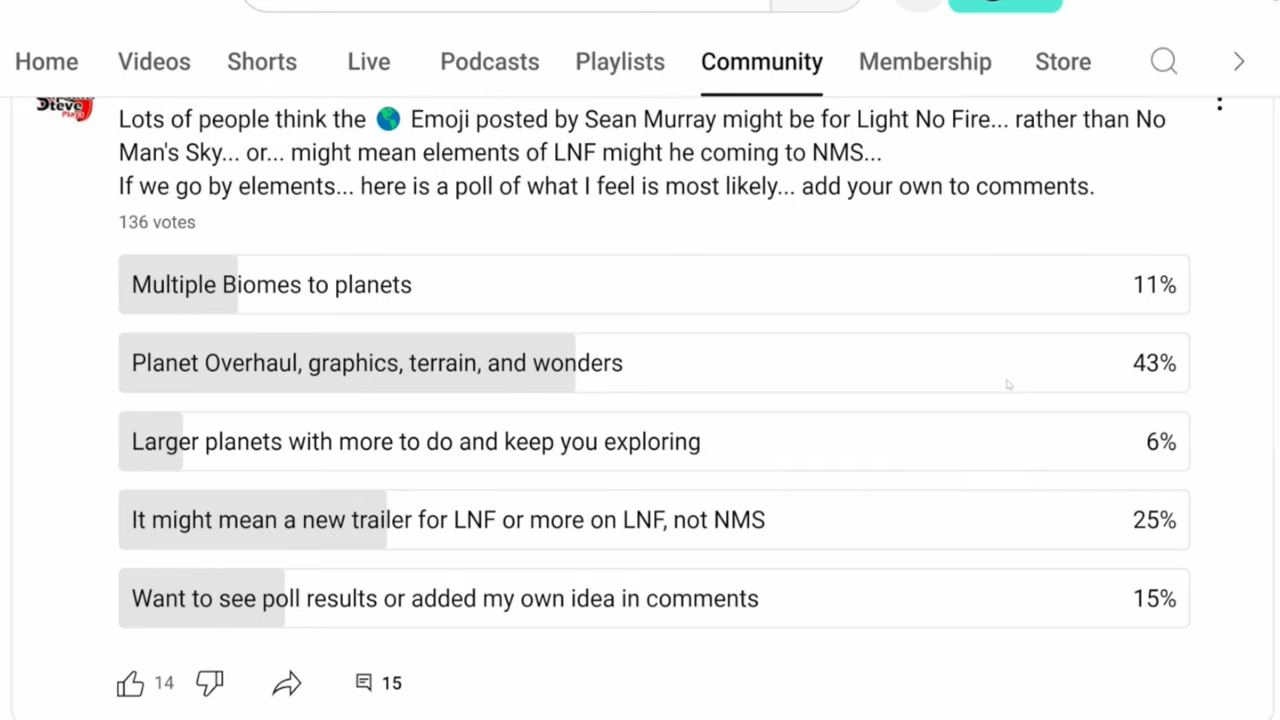 Home Videos Shorts Live Podcasts Playlists Community Membership Store
Steve
Lots of people think the 🌎 Emoji posted by Sean Murray might be for Light No Fire... rather than No
Man's Sky... or... might mean elements of LNF might he coming to NMS...
If we go by elements... here is a poll of what I feel is most likely... add your own to comments.
136 votes
Multiple Biomes to planets 11%
Planet Overhaul, graphics, terrain, and wonders 43%
Larger planets with more to do and keep you exploring 6%
It might mean a new trailer for LNF or more on LNF, not NMS 25%
Want to see poll results or added my own idea in comments 15%
14 15